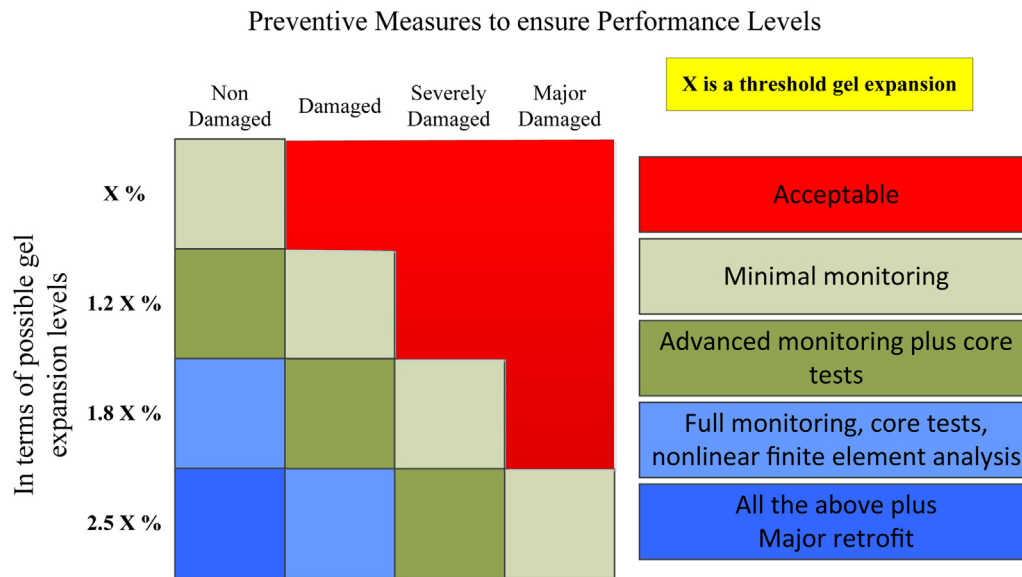 Preventive Measures to ensure Performance Levels
X is a threshold gel expansion
Non
Damaged
Damaged
Severely
Damaged
Major
Damaged
In terms of possible gel
expansion levels
X %
1.2 X %
1.8 X %
2.5 X %
Acceptable
Minimal monitoring
Advanced monitoring plus core
tests
Full monitoring, core tests,
nonlinear finite element analysis
All the above plus
Major retrofit